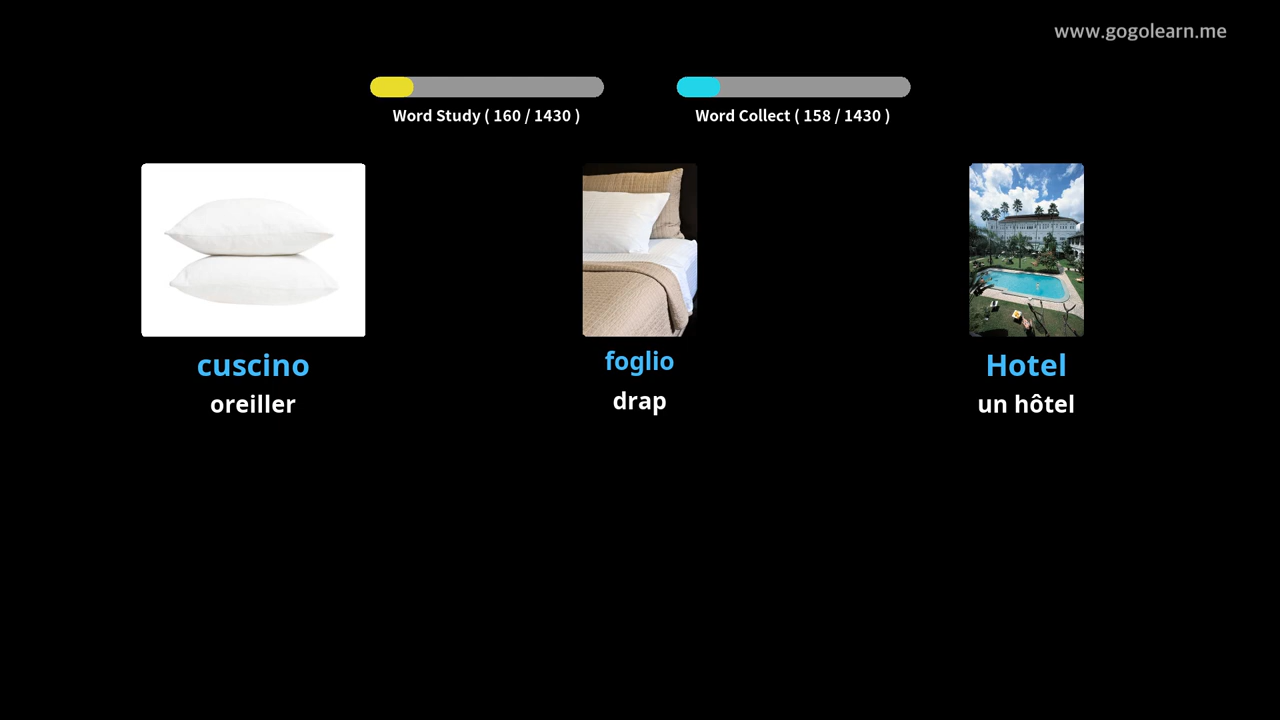 www.gogolearn.me
Word Study ( 160 / 1430 )
Word Collect ( 158 / 1430 )
cuscino
oreiller
foglio
drap
Hotel
un hôtel